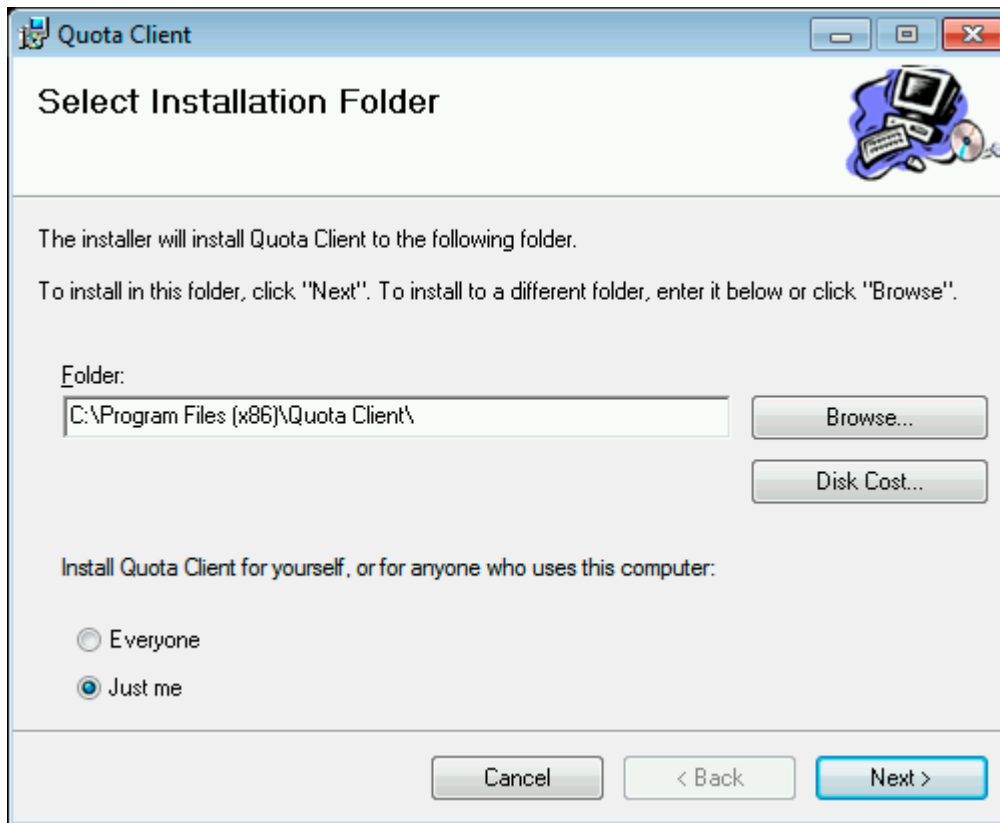 Quota Client
Select Installation Folder
The installer will install Quota Client to the following folder.
To install in this folder, click "Next". To install to a different folder, enter it below or click "Browse".
Folder:
C:\Program Files (x86)\Quota Client\
Browse...
Disk Cost...
Install Quota Client for yourself, or for anyone who uses this computer:
Everyone
Just me
Cancel
< Back
Next >